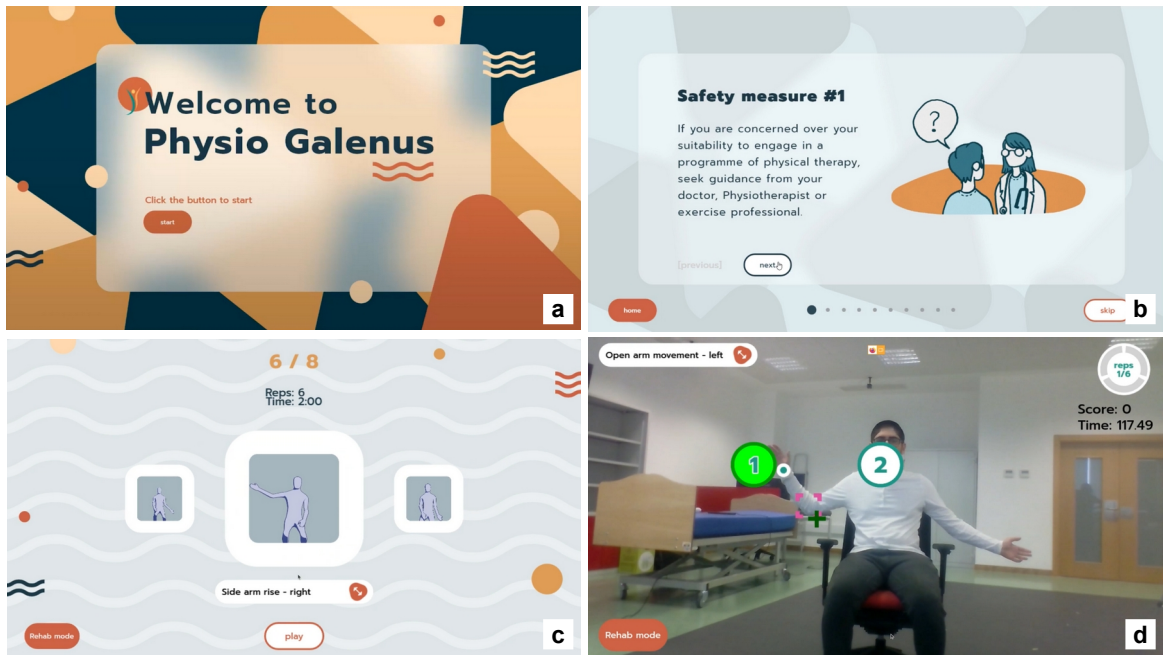 Welcome to
Physio Galenus
Click the button to start
start
a
Safety measure #1
If you are concerned over your
suitability to engage in a
programme of physical therapy,
seek guidance from your
doctor, Physiotherapist or
exercise professional.
?
[previous]
next
home
skip
b
6 / 8
Reps: 6
Time: 2:00
Side arm rise - right
Rehab mode
play
c
Open arm movement - left
reps
1/6
Score: 0
Time: 117.49
1
2
Rehab mode
d